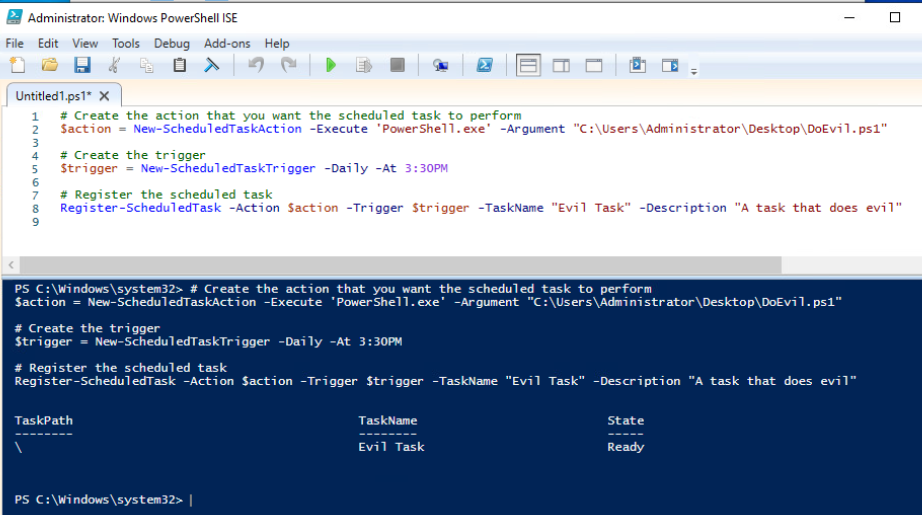 Administrator: Windows PowerShell ISE
File Edit View Tools Debug Add-ons Help
Untitled1.ps1* X
1 # Create the action that you want the scheduled task to perform
2 $action = New-ScheduledTaskAction -Execute 'PowerShell.exe' -Argument "C:\Users\Administrator\Desktop\DoEvil.ps1"
3
4 # Create the trigger
5 $trigger = New-ScheduledTaskTrigger -Daily -At 3:30PM
6
7 # Register the scheduled task
8 Register-ScheduledTask -Action $action -Trigger $trigger -TaskName "Evil Task" -Description "A task that does evil"
9
PS C:\Windows\system32> # Create the action that you want the scheduled task to perform
$action = New-ScheduledTaskAction -Execute 'PowerShell.exe' -Argument "C:\Users\Administrator\Desktop\DoEvil.ps1"
# Create the trigger
$trigger = New-ScheduledTaskTrigger -Daily -At 3:30PM
# Register the scheduled task
Register-ScheduledTask -Action $action -Trigger $trigger -TaskName "Evil Task" -Description "A task that does evil"
TaskPath TaskName State
-------- -------- -----
\ Evil Task Ready
PS C:\Windows\system32>